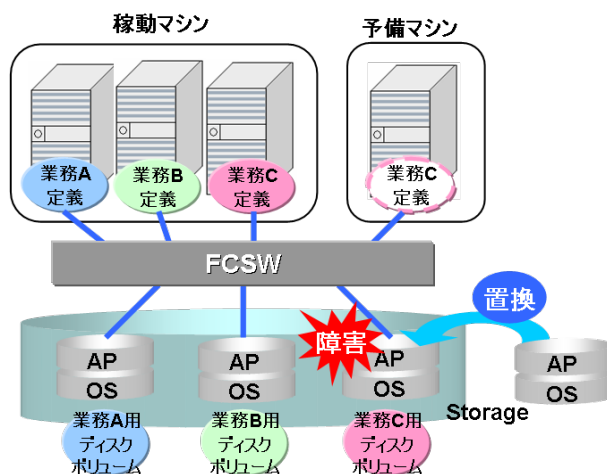 稼動マシン
予備マシン
業務A
定義
業務B
定義
業務C
定義
業務C
定義
FCSW
置換
障害
AP
OS
AP
OS
AP
OS
AP
OS
Storage
業務A用
ディスク
ボリューム
業務B用
ディスク
ボリューム
業務C用
ディスク
ボリューム